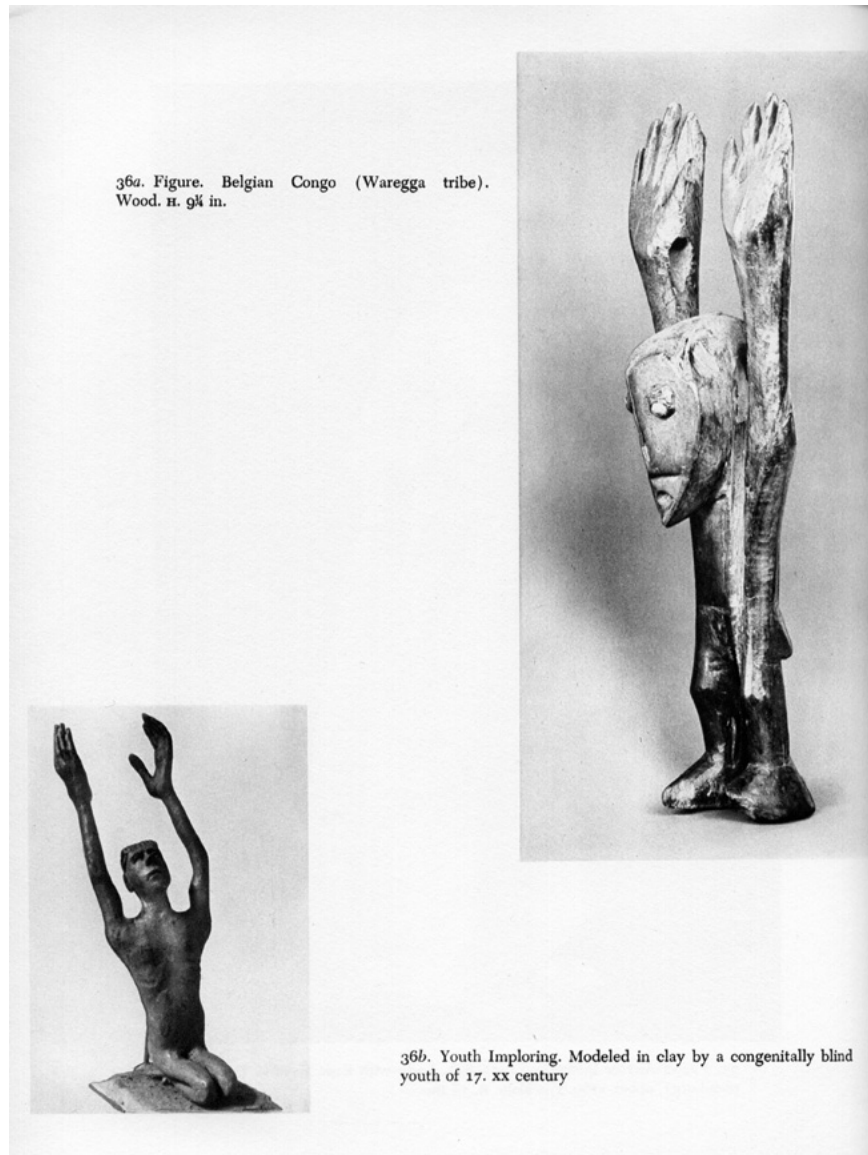 36a. Figure. Belgian Congo (Waregga tribe).
Wood. H. 9¼ in.
36b. Youth Imploring. Modeled in clay by a congenitally blind
youth of 17. XX century